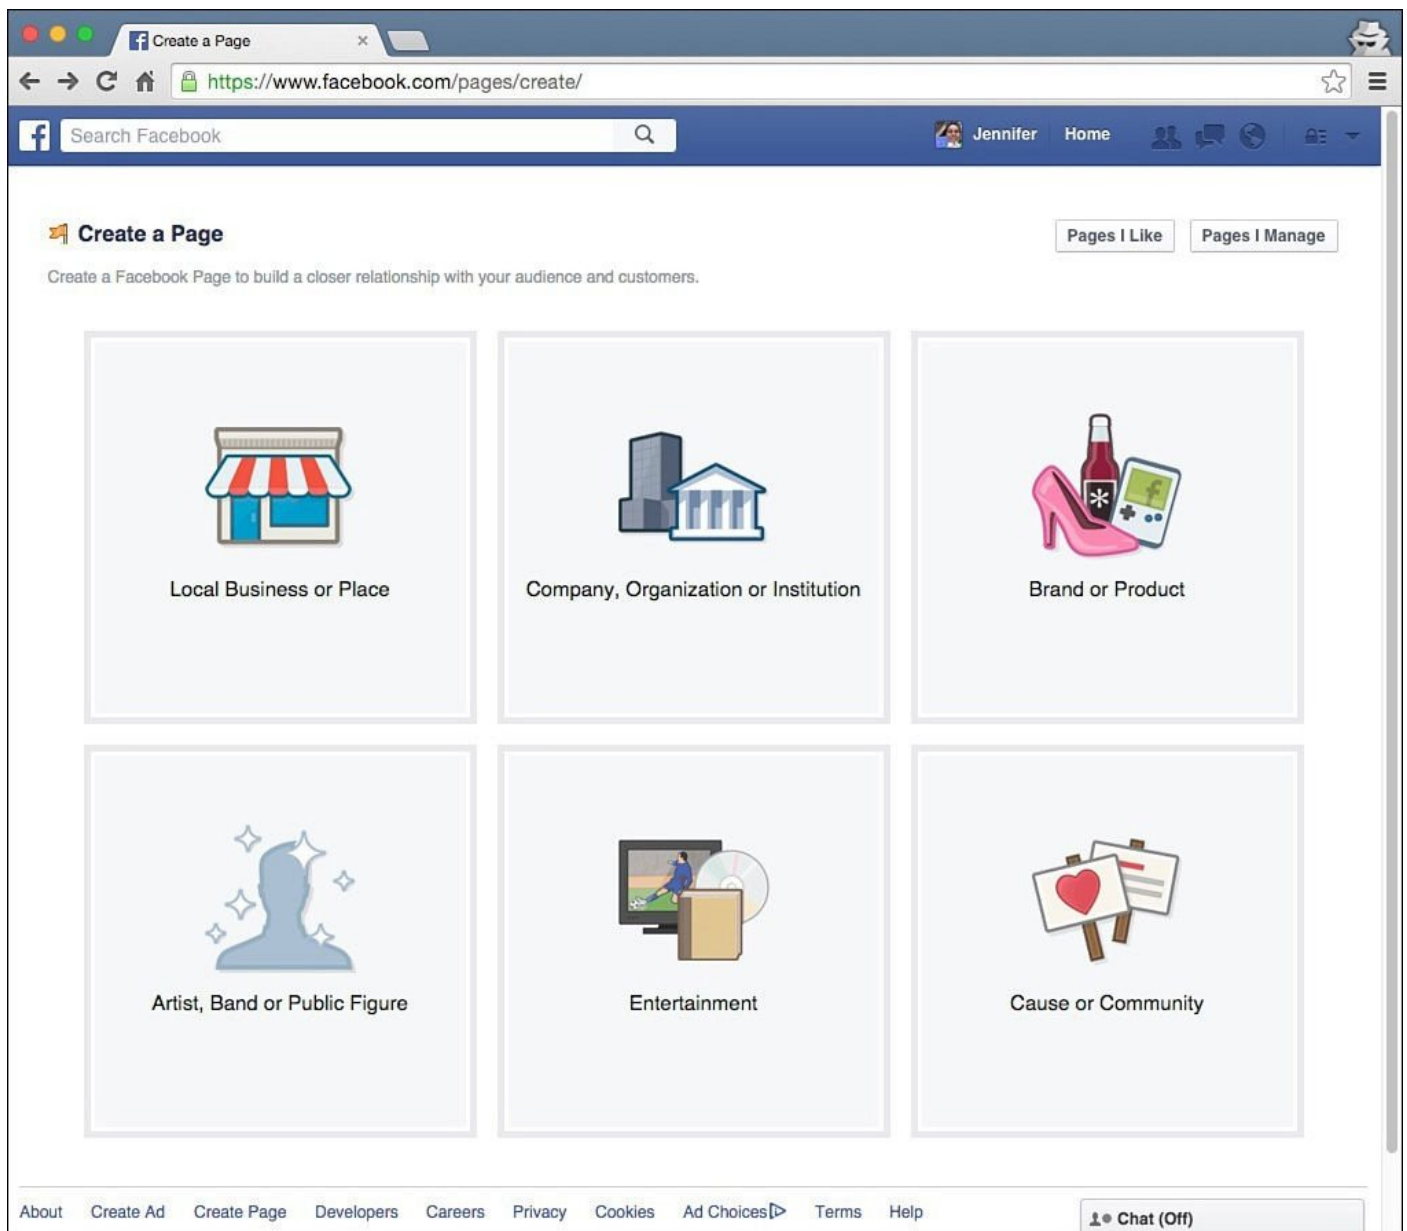 Create a Page
https://www.facebook.com/pages/create/
f Search Facebook Jennifer Home
Create a Page Pages I Like Pages I Manage
Create a Facebook Page to build a closer relationship with your audience and customers.
Local Business or Place Company, Organization or Institution Brand or Product
Artist, Band or Public Figure Entertainment Cause or Community
About Create Ad Create Page Developers Careers Privacy Cookies Ad Choices Terms Help Chat (Off)